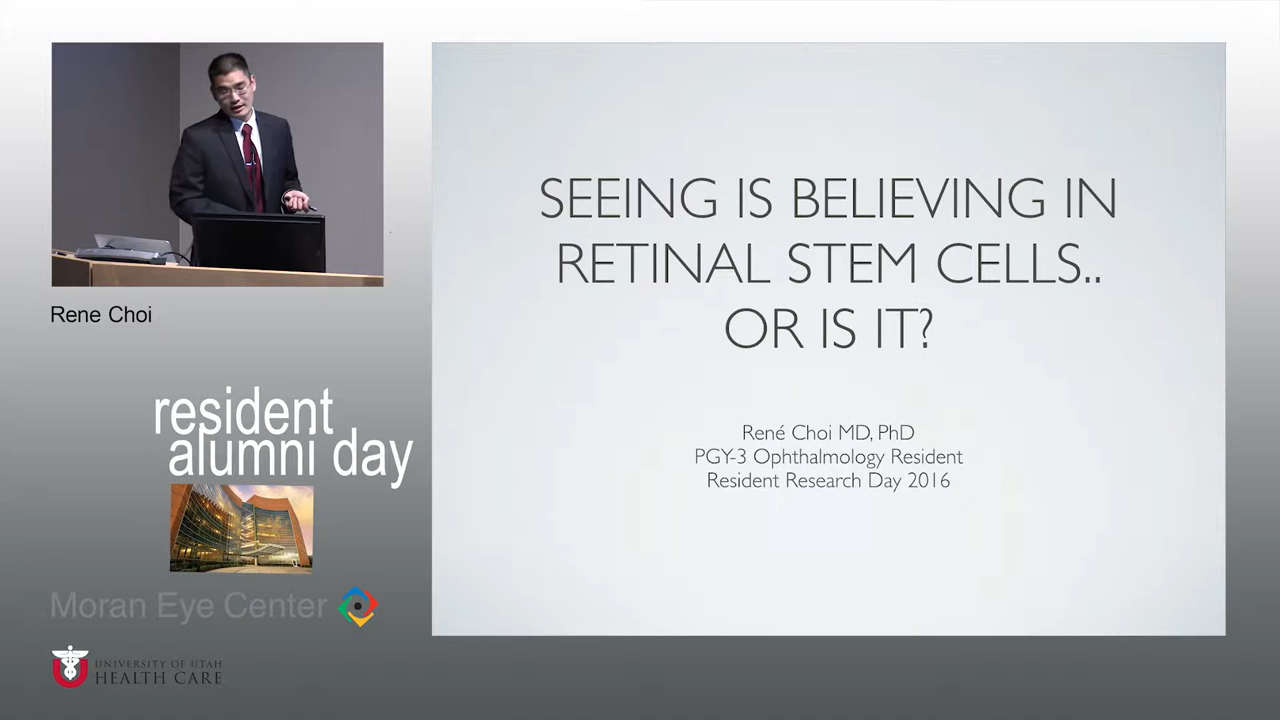 Rene Choi
resident
alumni day
Moran Eye Center
UNIVERSITY OF UTAH
HEALTH CARE
SEEING IS BELIEVING IN
RETINAL STEM CELLS..
OR IS IT?
René Choi MD, PhD
PGY-3 Ophthalmology Resident
Resident Research Day 2016